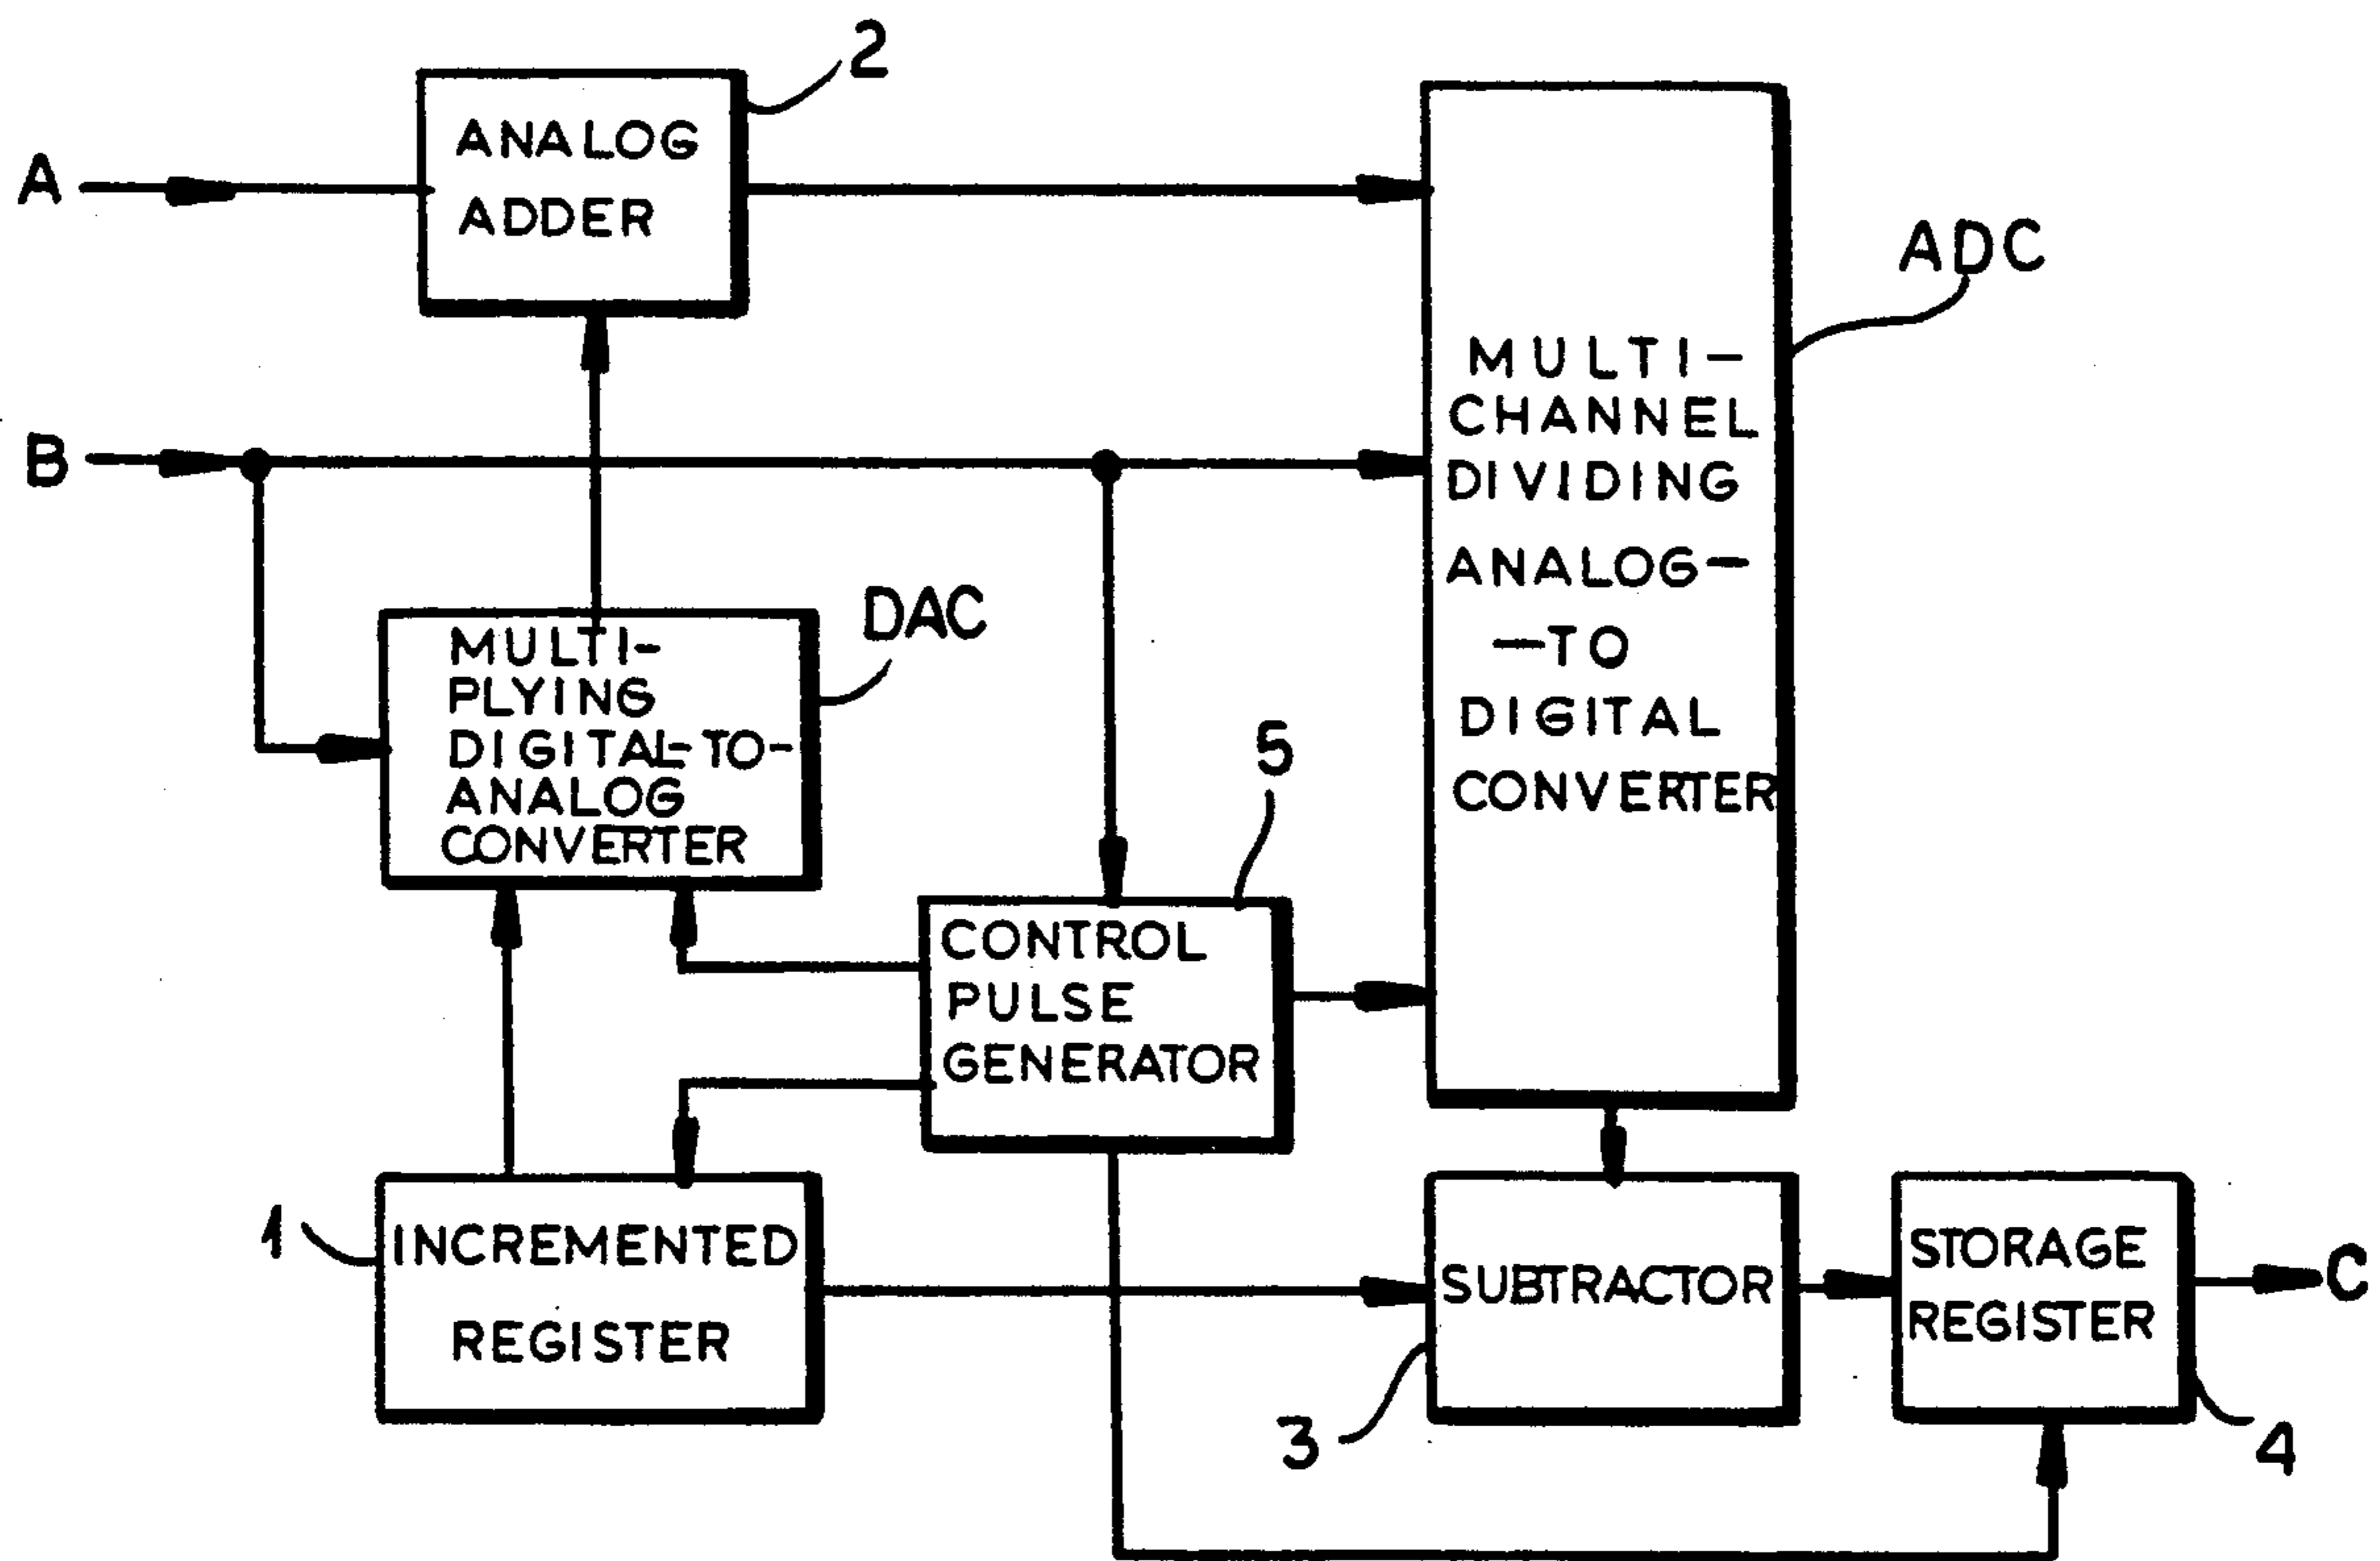 2
ANALOG
ADDER
A
ADC
MULTI-
CHANNEL
DIVIDING
ANALOG-
-TO
DIGITAL
CONVERTER
B
DAC
MULTI-
PLYING
DIGITAL-TO-
ANALOG
CONVERTER
5
CONTROL
PULSE
GENERATOR
1
INCREMENTED
REGISTER
SUBTRACTOR
3
STORAGE
REGISTER
C
4